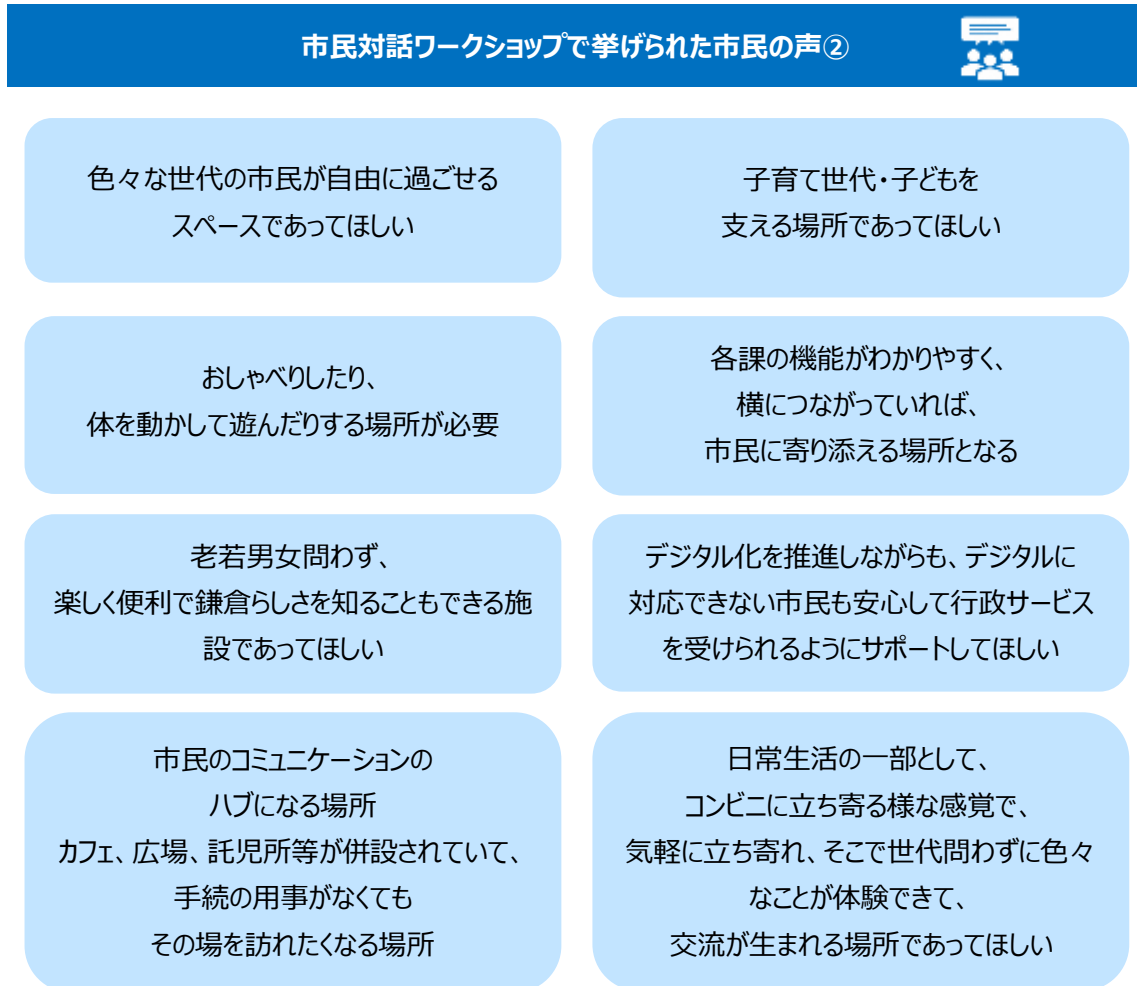 市民対話ワークショップで挙げられた市民の声②
色々な世代の市民が自由に過ごせる
スペースであってほしい
子育て世代・子どもを
支える場所であってほしい
おしゃべりしたり、
体を動かして遊んだりする場所が必要
各課の機能がわかりやすく、
横につながっていれば、
市民に寄り添える場所となる
老若男女問わず、
楽しく便利で鎌倉らしさを知ることもできる施
設であってほしい
デジタル化を推進しながらも、デジタルに
対応できない市民も安心して行政サービス
を受けられるようにサポートしてほしい
市民のコミュニケーションの
ハブになる場所
カフェ、広場、託児所等が併設されていて、
手続の用事がなくても
その場を訪れたくなる場所
日常生活の一部として、
コンビニに立ち寄る様な感覚で、
気軽に立ち寄れ、そこで世代問わずに色々
なことが体験できて、
交流が生まれる場所であってほしい